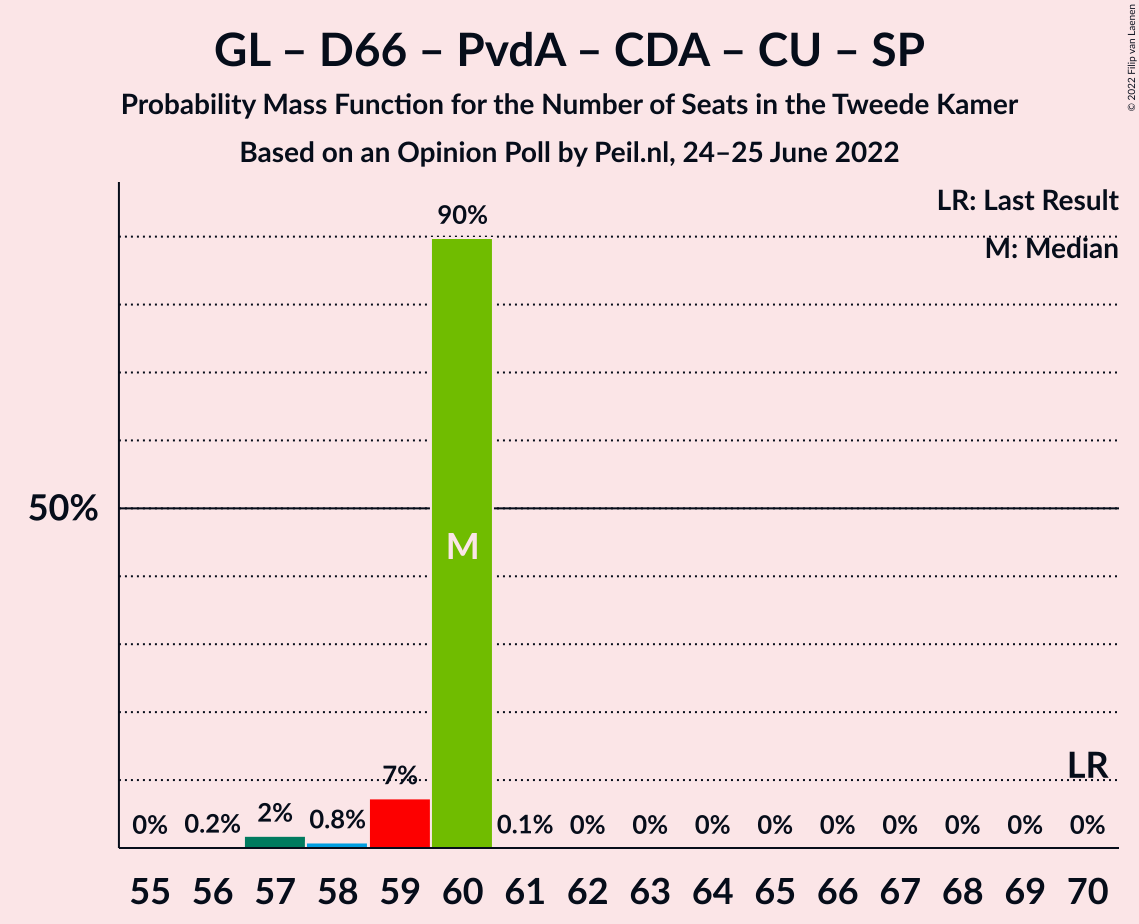 GL – D66 – PvdA – CDA – CU – SP
Probability Mass Function for the Number of Seats in the Tweede Kamer
Based on an Opinion Poll by Peil.nl, 24–25 June 2022
© 2022 Filip van Laenen
LR: Last Result
M: Median
90%
50%
M
LR
7%
0% 0.2% 2% 0.8% 0.1% 0% 0% 0% 0% 0% 0% 0% 0% 0%
55 56 57 58 59 60 61 62 63 64 65 66 67 68 69 70